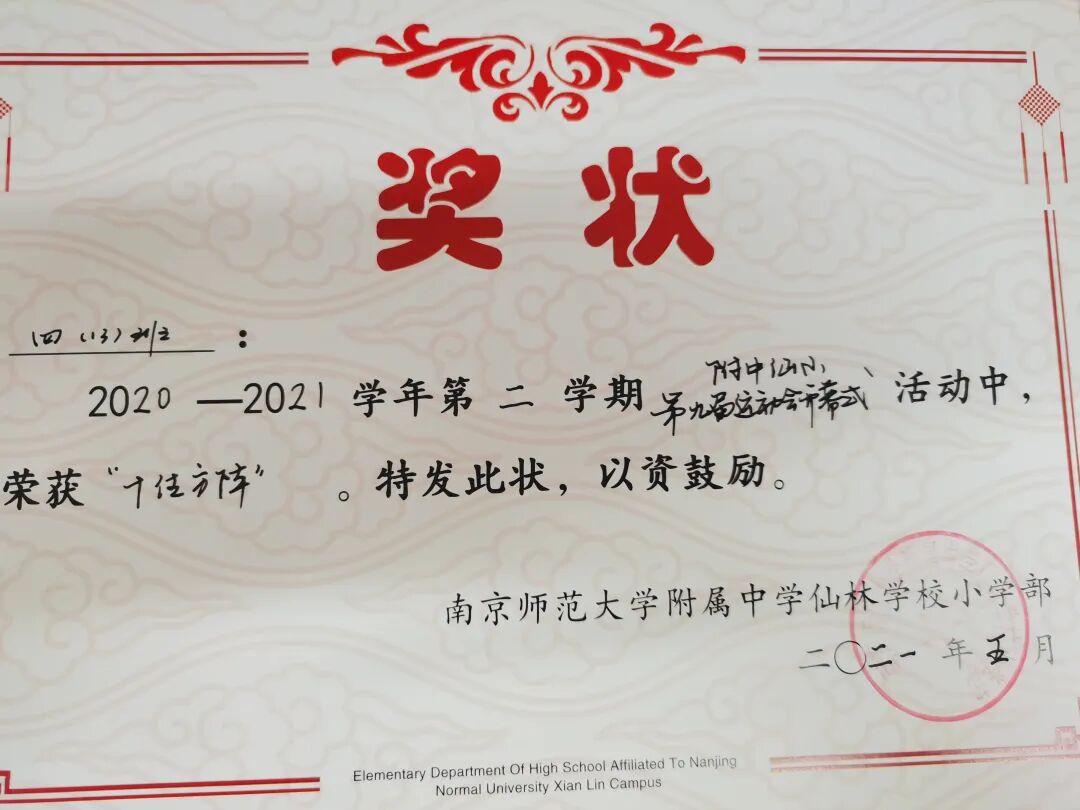 奖状
四（13）班：
2020—2021学年第二学期附中仙小第九届运动会开幕式活动中，
荣获“十佳方阵”。特发此状，以资鼓励。
南京师范大学附属中学仙林学校小学部
二〇二一年五月
Elementary Department Of High School Affiliated To Nanjing
Normal University Xian Lin Campus